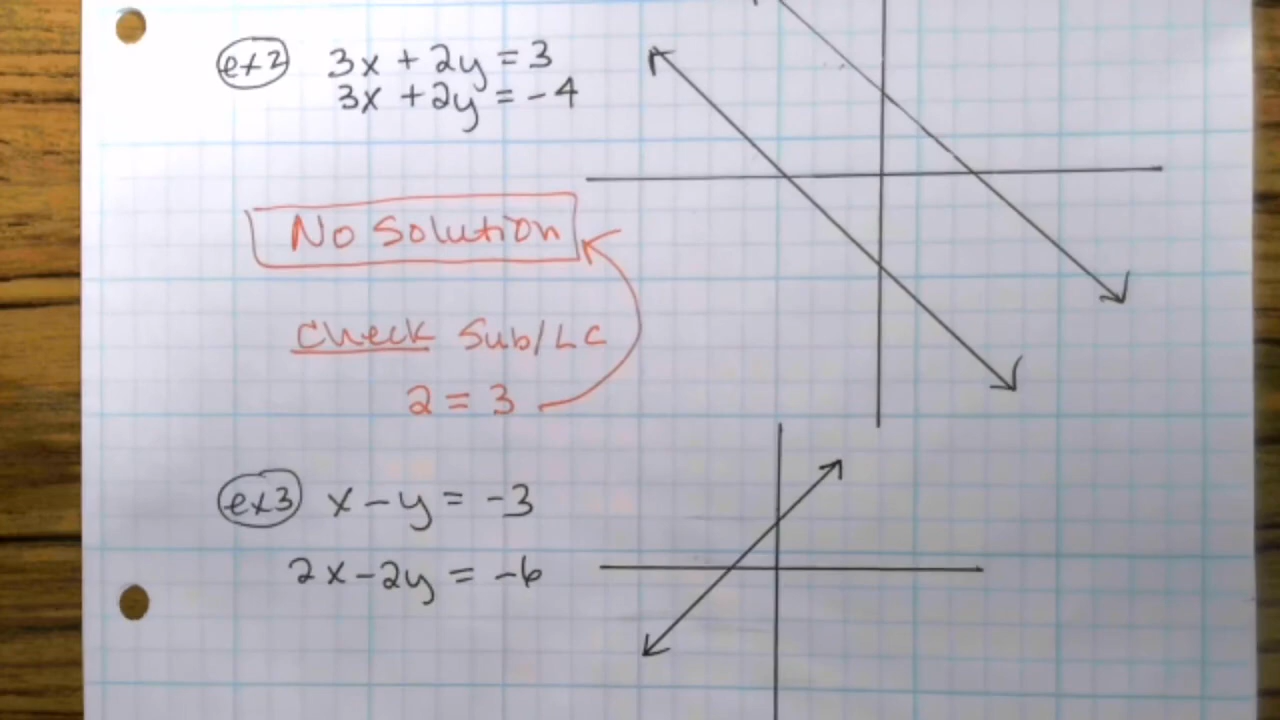 ex2 3x + 2y = 3
3x + 2y = -4
No Solution
Check Sub/LC
2 = 3
ex3 x - y = -3
2x - 2y = -6